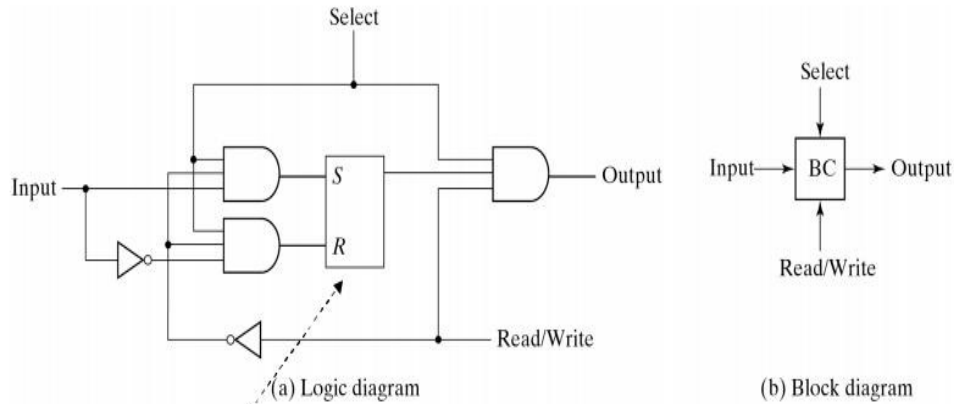 Select
Input
S
R
Output
Read/Write
(a) Logic diagram
Select
Input
BC
Output
Read/Write
(b) Block diagram